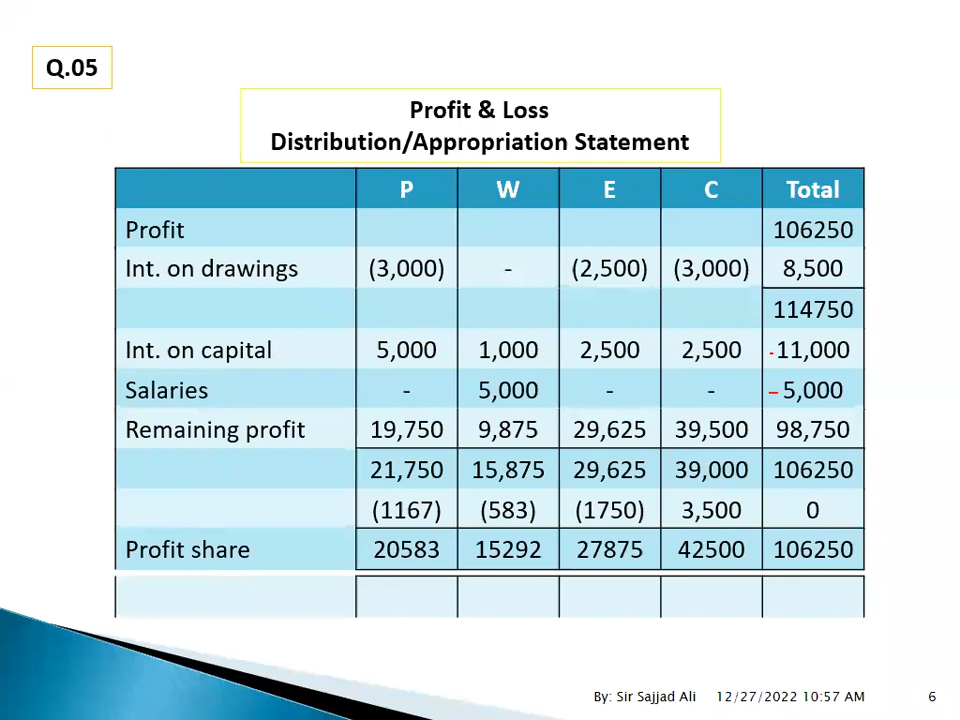 Q.05
Profit & Loss
Distribution/Appropriation Statement
P W E C Total
Profit 106250
Int. on drawings (3,000) - (2,500) (3,000) 8,500
114750
Int. on capital 5,000 1,000 2,500 2,500 -11,000
Salaries - 5,000 - - –5,000
Remaining profit 19,750 9,875 29,625 39,500 98,750
21,750 15,875 29,625 39,000 106250
(1167) (583) (1750) 3,500 0
Profit share 20583 15292 27875 42500 106250
By: Sir Sajjad Ali 12/27/2022 10:57 AM 6